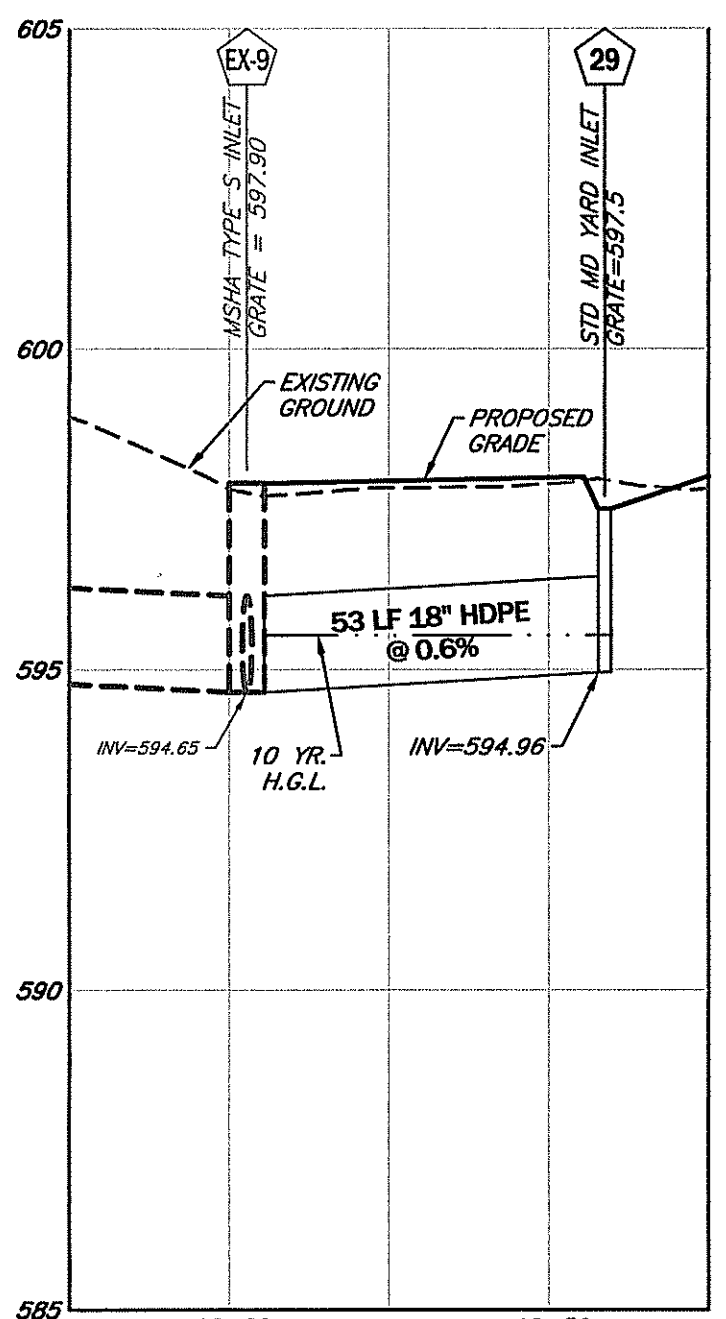 605
EX-9
29
MSHA TYPE S INLET
GRATE = 597.90
STD MD YARD INLET
GRATE=597.5
600
EXISTING
GROUND
PROPOSED
GRADE
53 LF 18" HDPE
@ 0.6%
595
INV=594.65
10 YR.
H.G.L.
INV=594.96
590
585